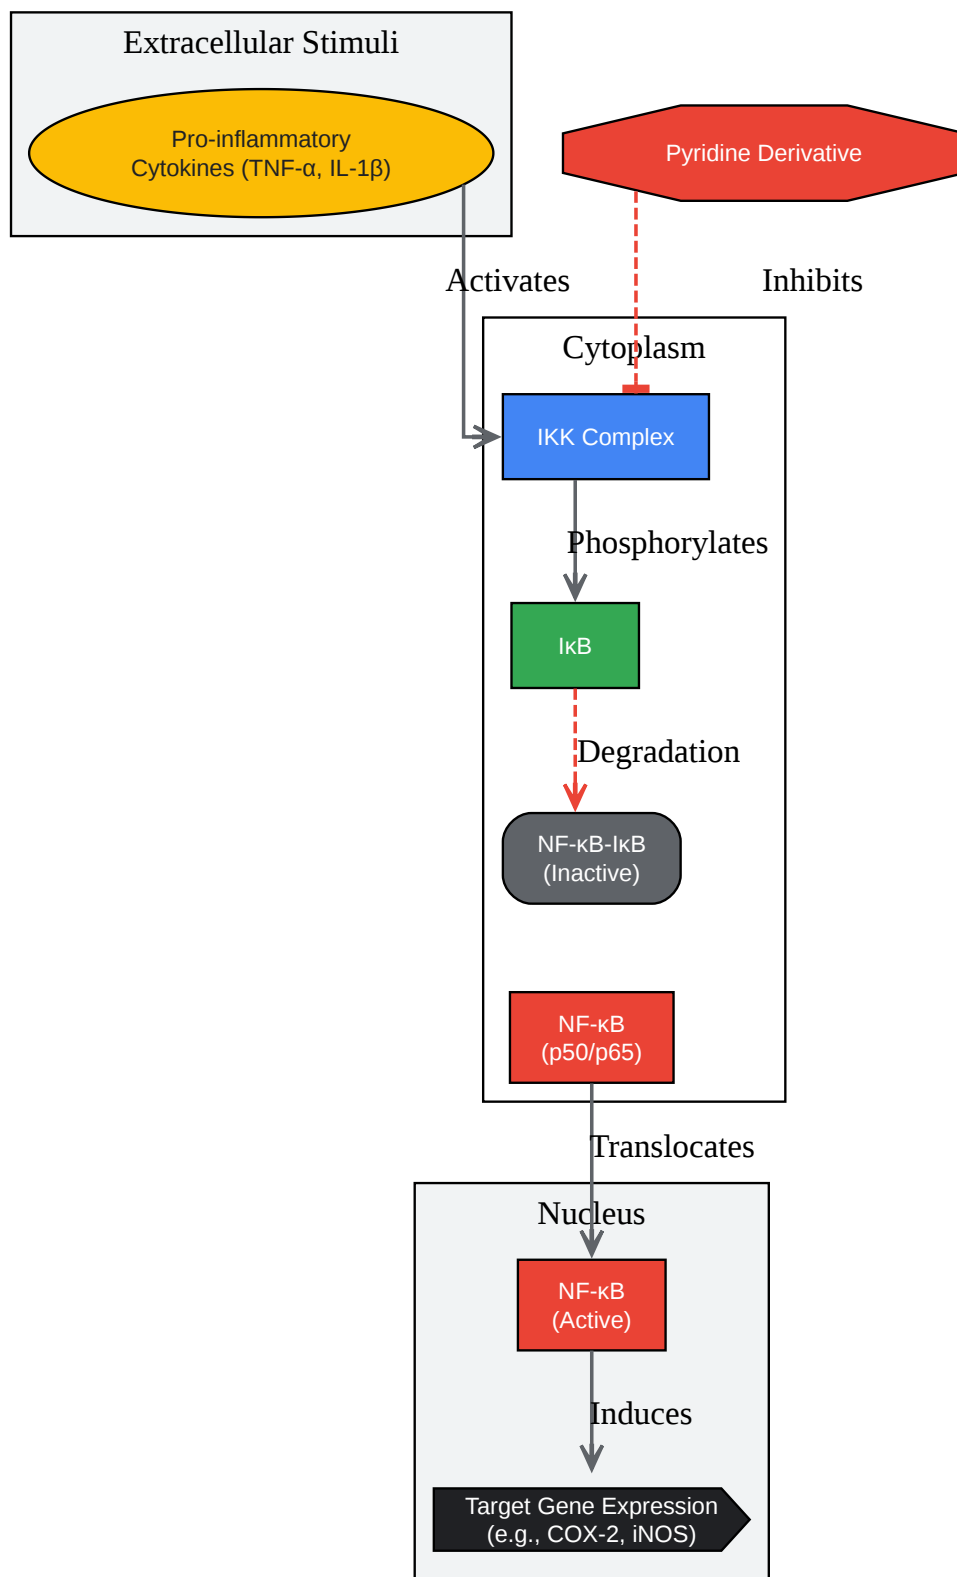 Extracellular Stimuli
Pro-inflammatory
Cytokines (TNF-α, IL-1β)
Pyridine Derivative
Activates
Inhibits
Cytoplasm
IKK Complex
Phosphorylates
IκB
Degradation
NF-κB-IκB
(Inactive)
NF-κB
(p50/p65)
Translocates
Nucleus
NF-κB
(Active)
Induces
Target Gene Expression
(e.g., COX-2, iNOS)